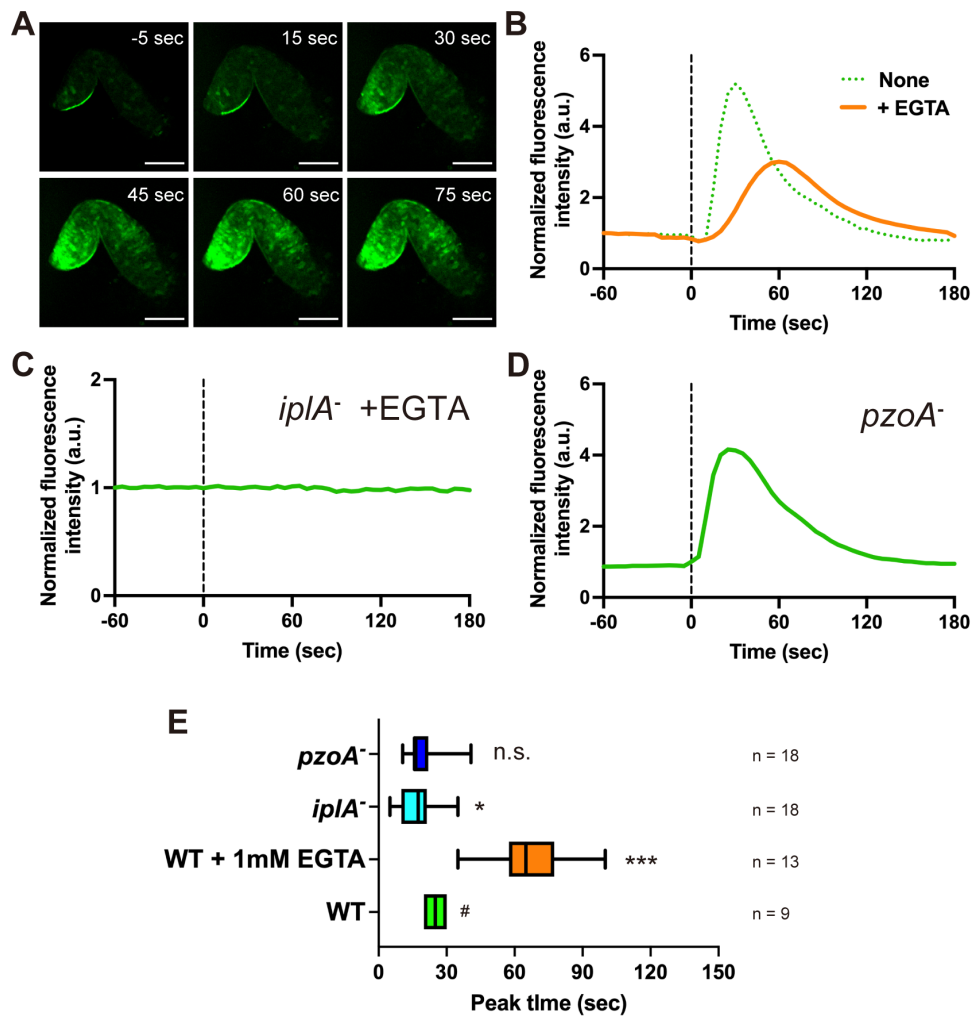 A
-5 sec
15 sec
30 sec
45 sec
60 sec
75 sec
B
Normalized fluorescence
intensity (a.u.)
6
4
2
0
-60
0
60
120
180
Time (sec)
None
+ EGTA
C
Normalized fluorescence
intensity (a.u.)
2
1
0
-60
0
60
120
180
Time (sec)
iplA- +EGTA
D
Normalized fluorescence
intensity (a.u.)
6
4
2
0
-60
0
60
120
180
Time (sec)
pzoA-
E
pzoA-
n.s.
n = 18
iplA-
*
n = 18
WT + 1mM EGTA
***
n = 13
WT
#
n = 9
0
30
60
90
120
150
Peak tIme (sec)